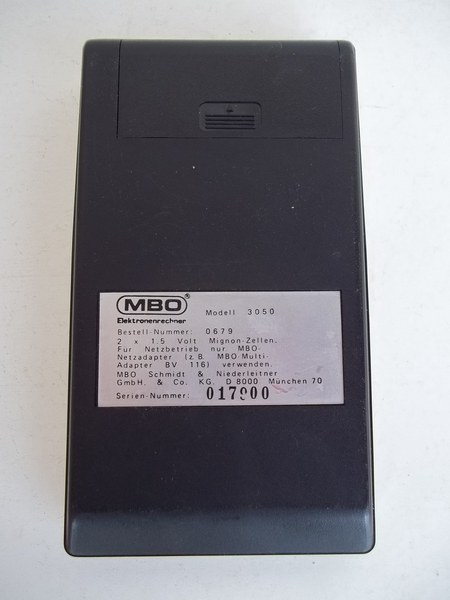 MBO Modell 3050
Elektronenrechner
Bestell-Nummer: 0679
2 x 1.5 Volt Mignon-Zellen.
Für Netzbetrieb nur MBO-
Netzadapter (z.B. MBO-Multi-
Adapter BV 116) verwenden.
MBO Schmidt & Niederleitner
GmbH. & Co. KG. D 8000 München 70
Serien-Nummer: 017900